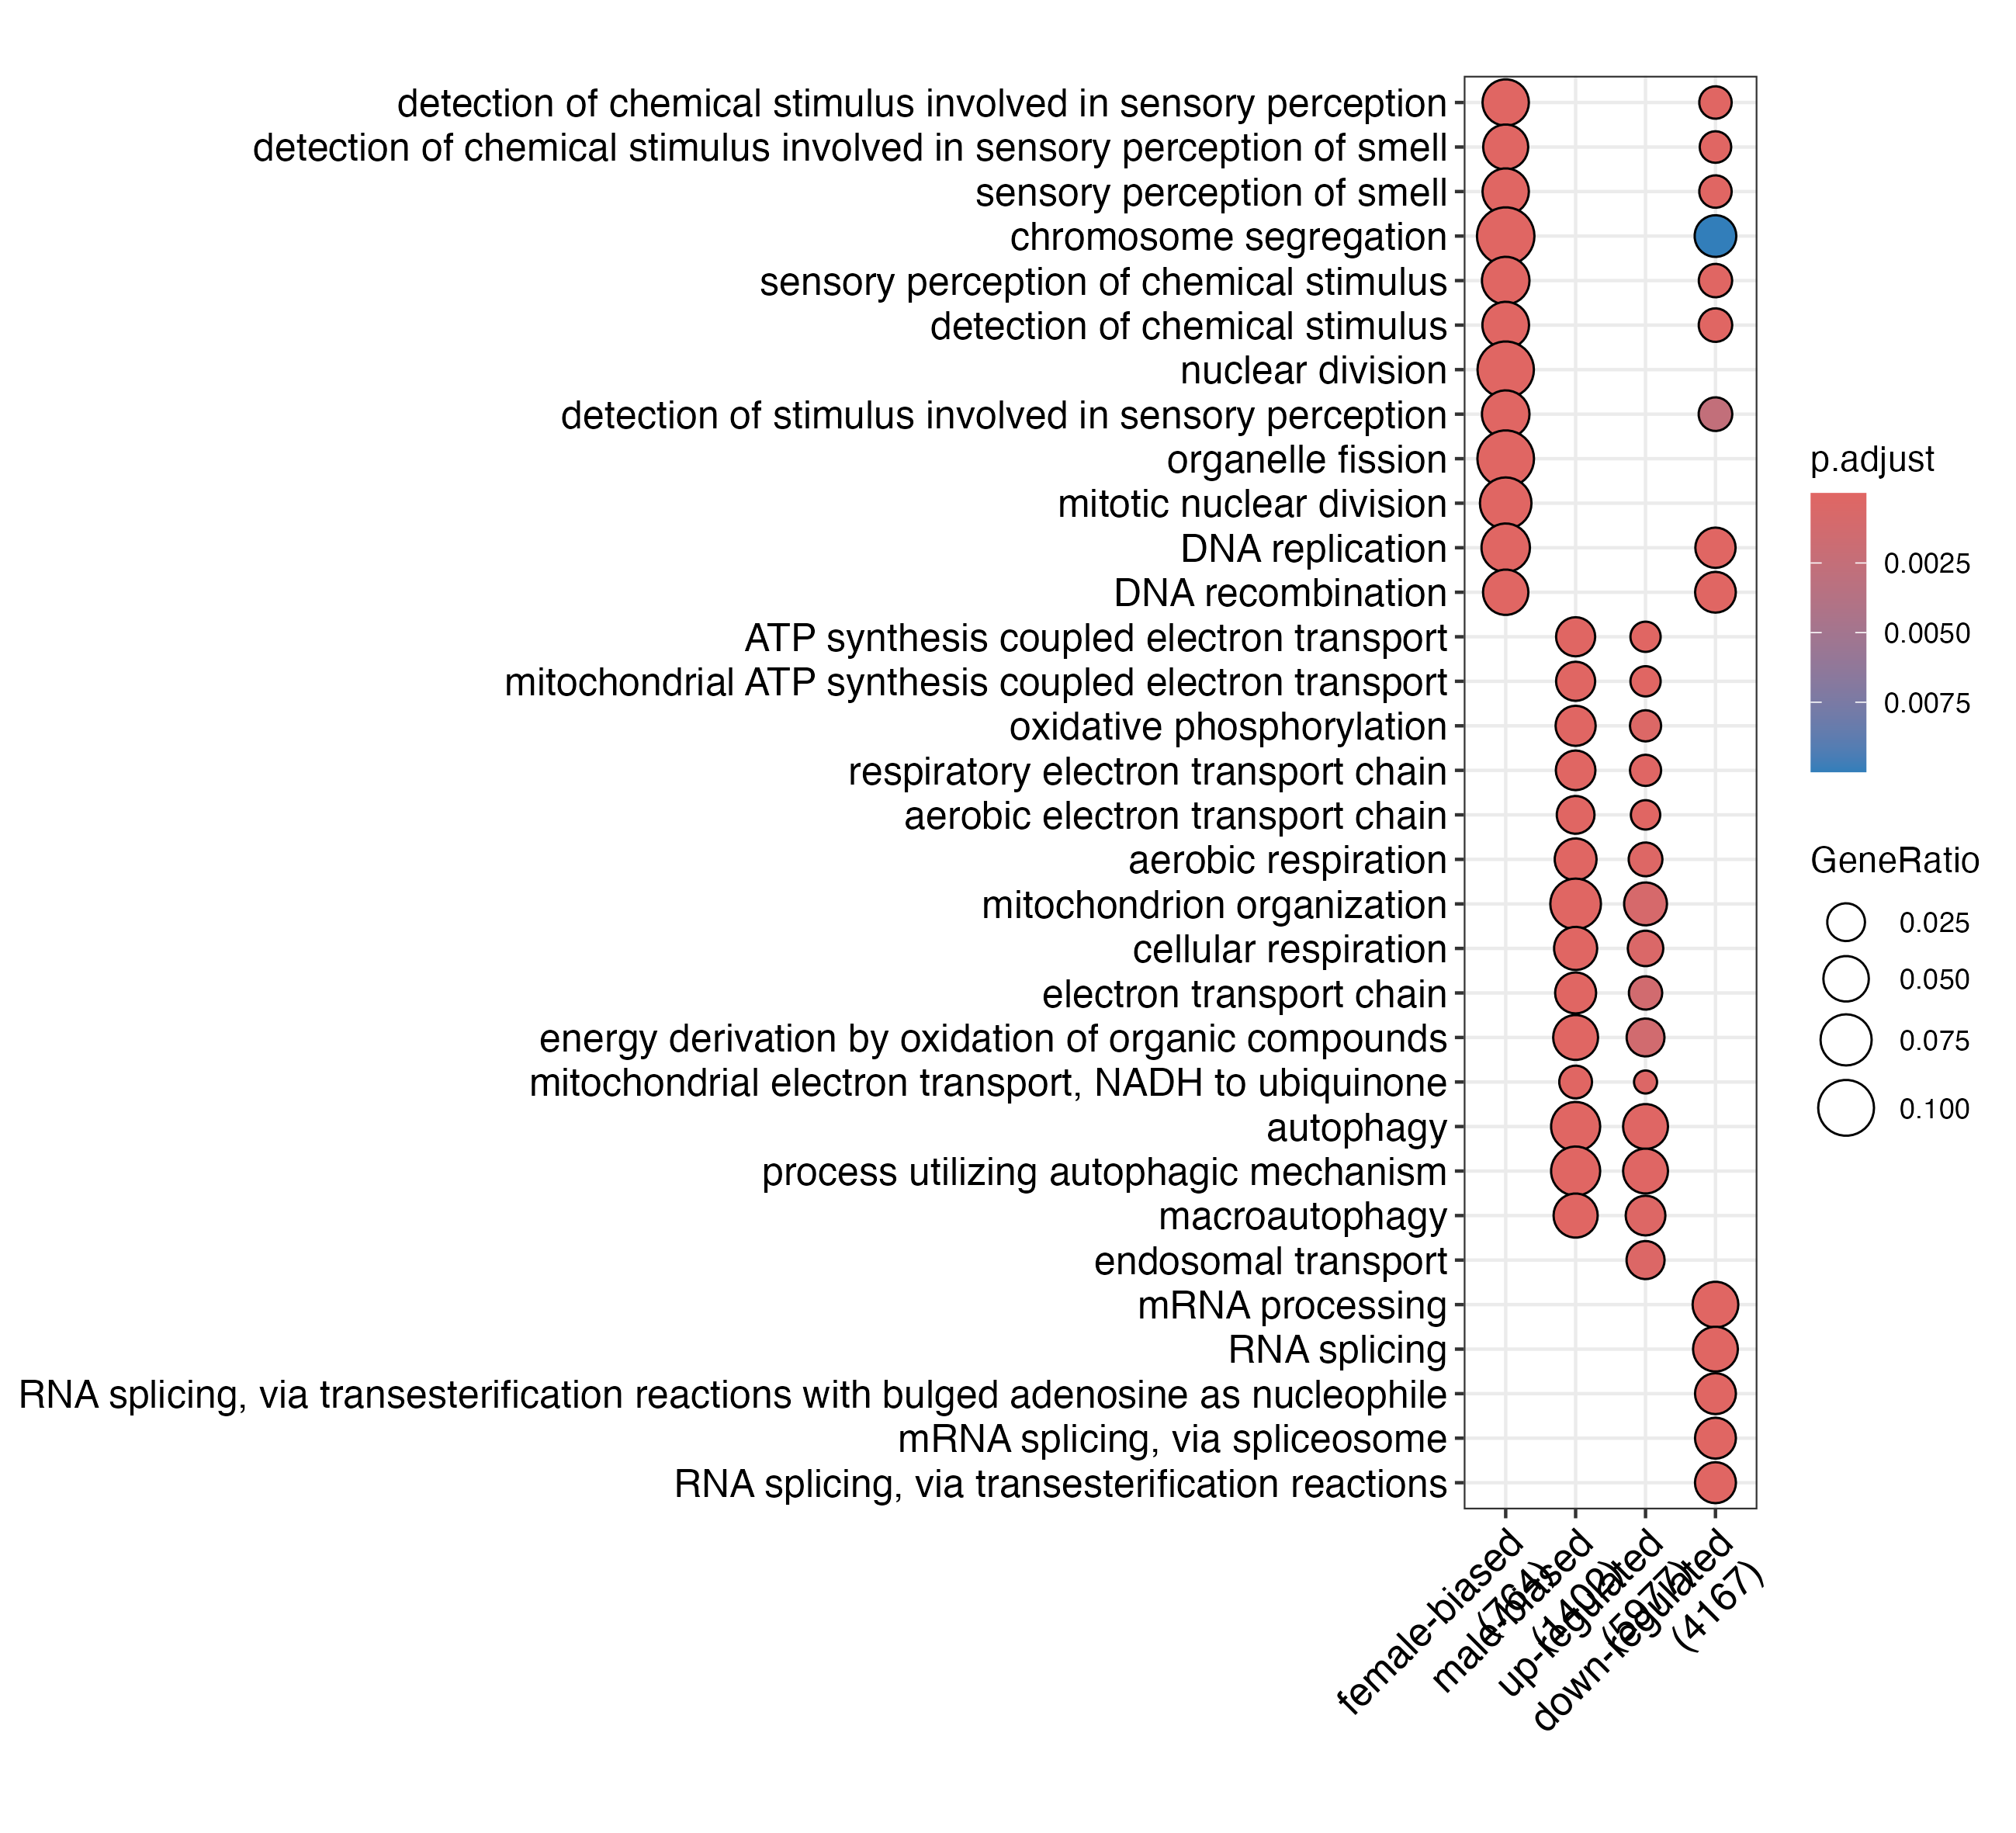 detection of chemical stimulus involved in sensory perception
detection of chemical stimulus involved in sensory perception of smell
sensory perception of smell
chromosome segregation
sensory perception of chemical stimulus
detection of chemical stimulus
nuclear division
detection of stimulus involved in sensory perception
organelle fission
mitotic nuclear division
DNA replication
DNA recombination
ATP synthesis coupled electron transport
mitochondrial ATP synthesis coupled electron transport
oxidative phosphorylation
respiratory electron transport chain
aerobic electron transport chain
aerobic respiration
mitochondrion organization
cellular respiration
electron transport chain
energy derivation by oxidation of organic compounds
mitochondrial electron transport, NADH to ubiquinone
autophagy
process utilizing autophagic mechanism
macroautophagy
endosomal transport
mRNA processing
RNA splicing
RNA splicing, via transesterification reactions with bulged adenosine as nucleophile
mRNA splicing, via spliceosome
RNA splicing, via transesterification reactions
female-biased
(764)
male-biased
(1402)
up-regulated
(5977)
down-regulated
(4167)
p.adjust
0.0025
0.0050
0.0075
GeneRatio
0.025
0.050
0.075
0.100